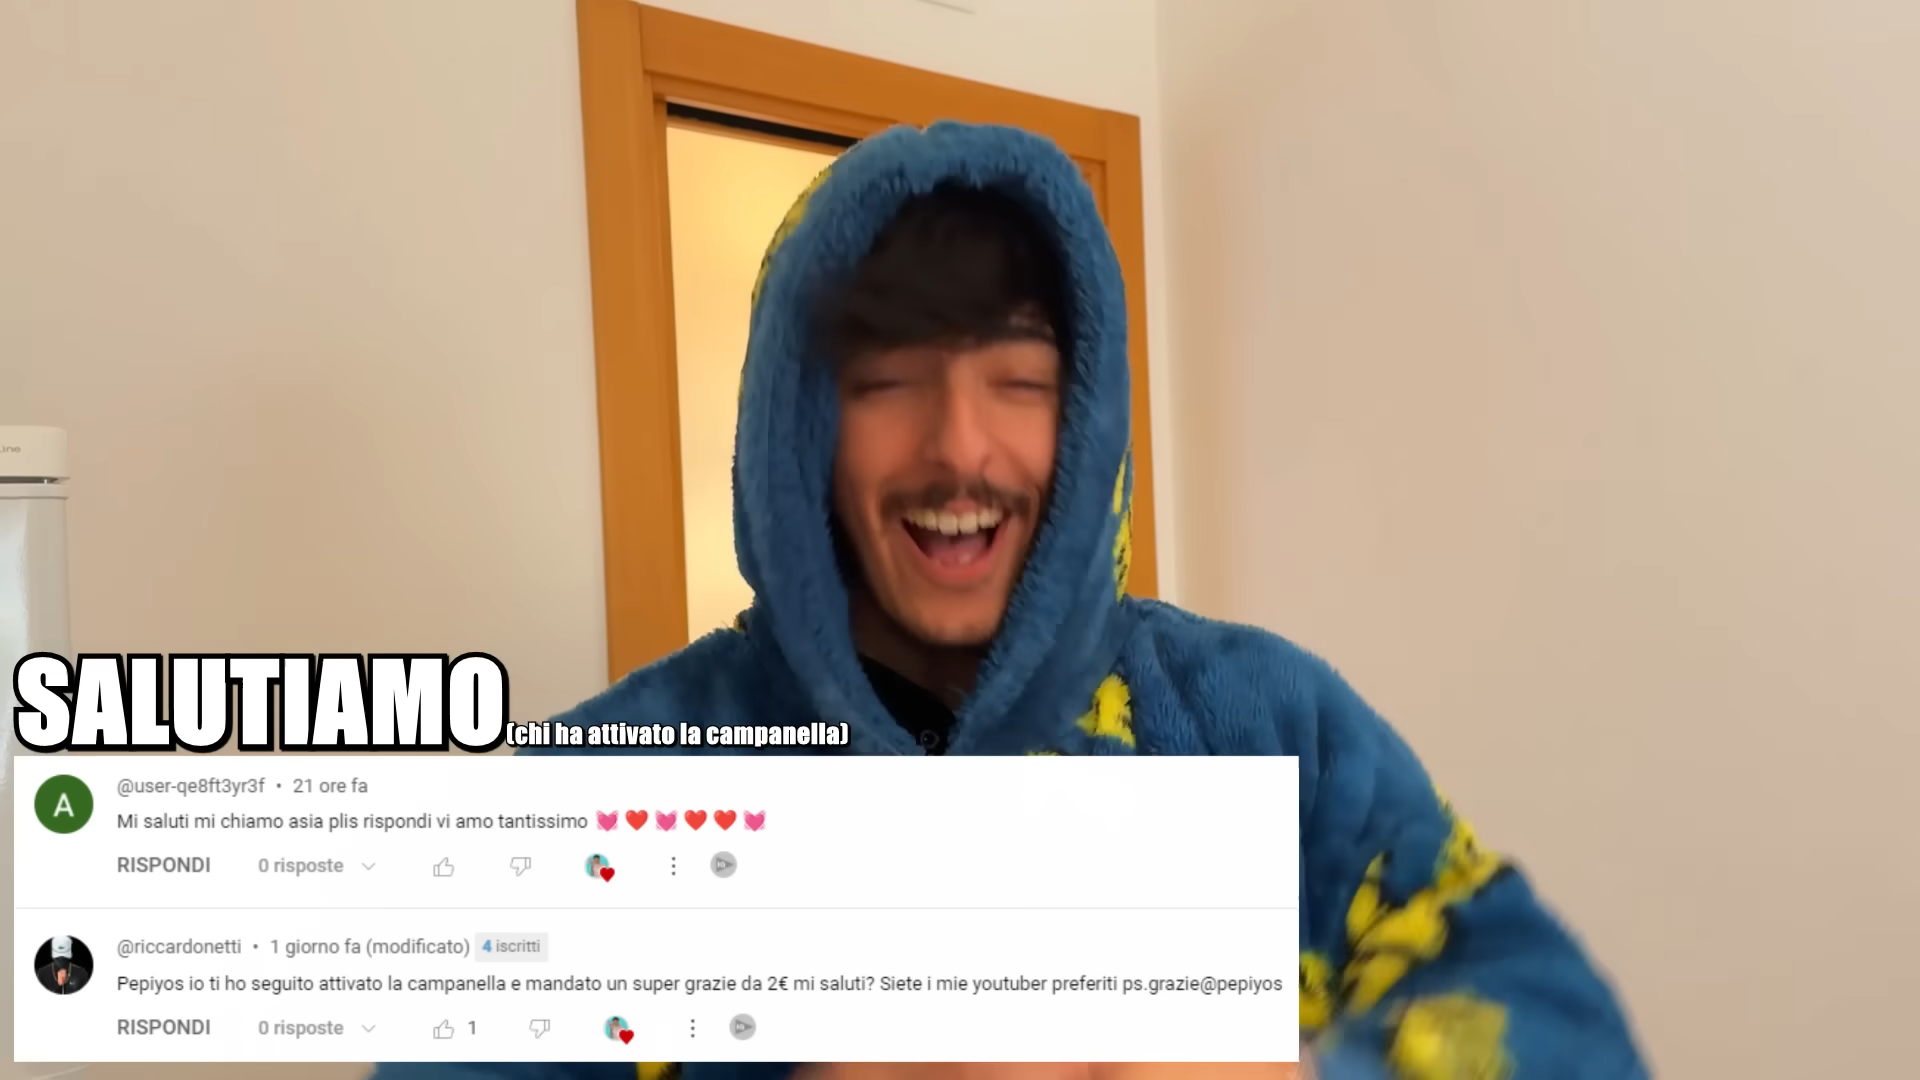 SALUTIAMO (chi ha attivato la campanella)
@user-qe8ft3yr3f • 21 ore fa
Mi saluti mi chiamo asia plis rispondi vi amo tantissimo 💓 ❤️ 💓 ❤️ ❤️ 💓
RISPONDI 0 risposte
@riccardonetti • 1 giorno fa (modificato) 4 iscritti
Pepiyos io ti ho seguito attivato la campanella e mandato un super grazie da 2€ mi saluti? Siete i mie youtuber preferiti ps.grazie@pepiyos
RISPONDI 0 risposte 1
A